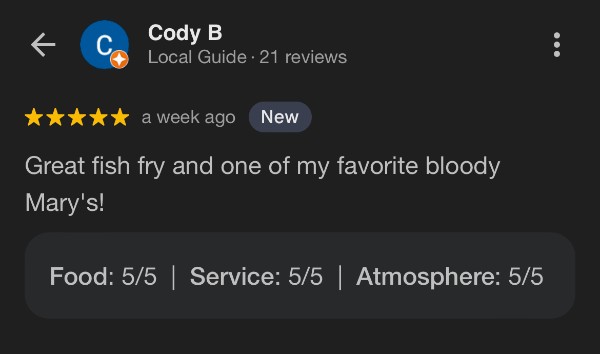 C
Cody B
Local Guide · 21 reviews
a week ago New
Great fish fry and one of my favorite bloody
Mary's!
Food: 5/5 | Service: 5/5 | Atmosphere: 5/5